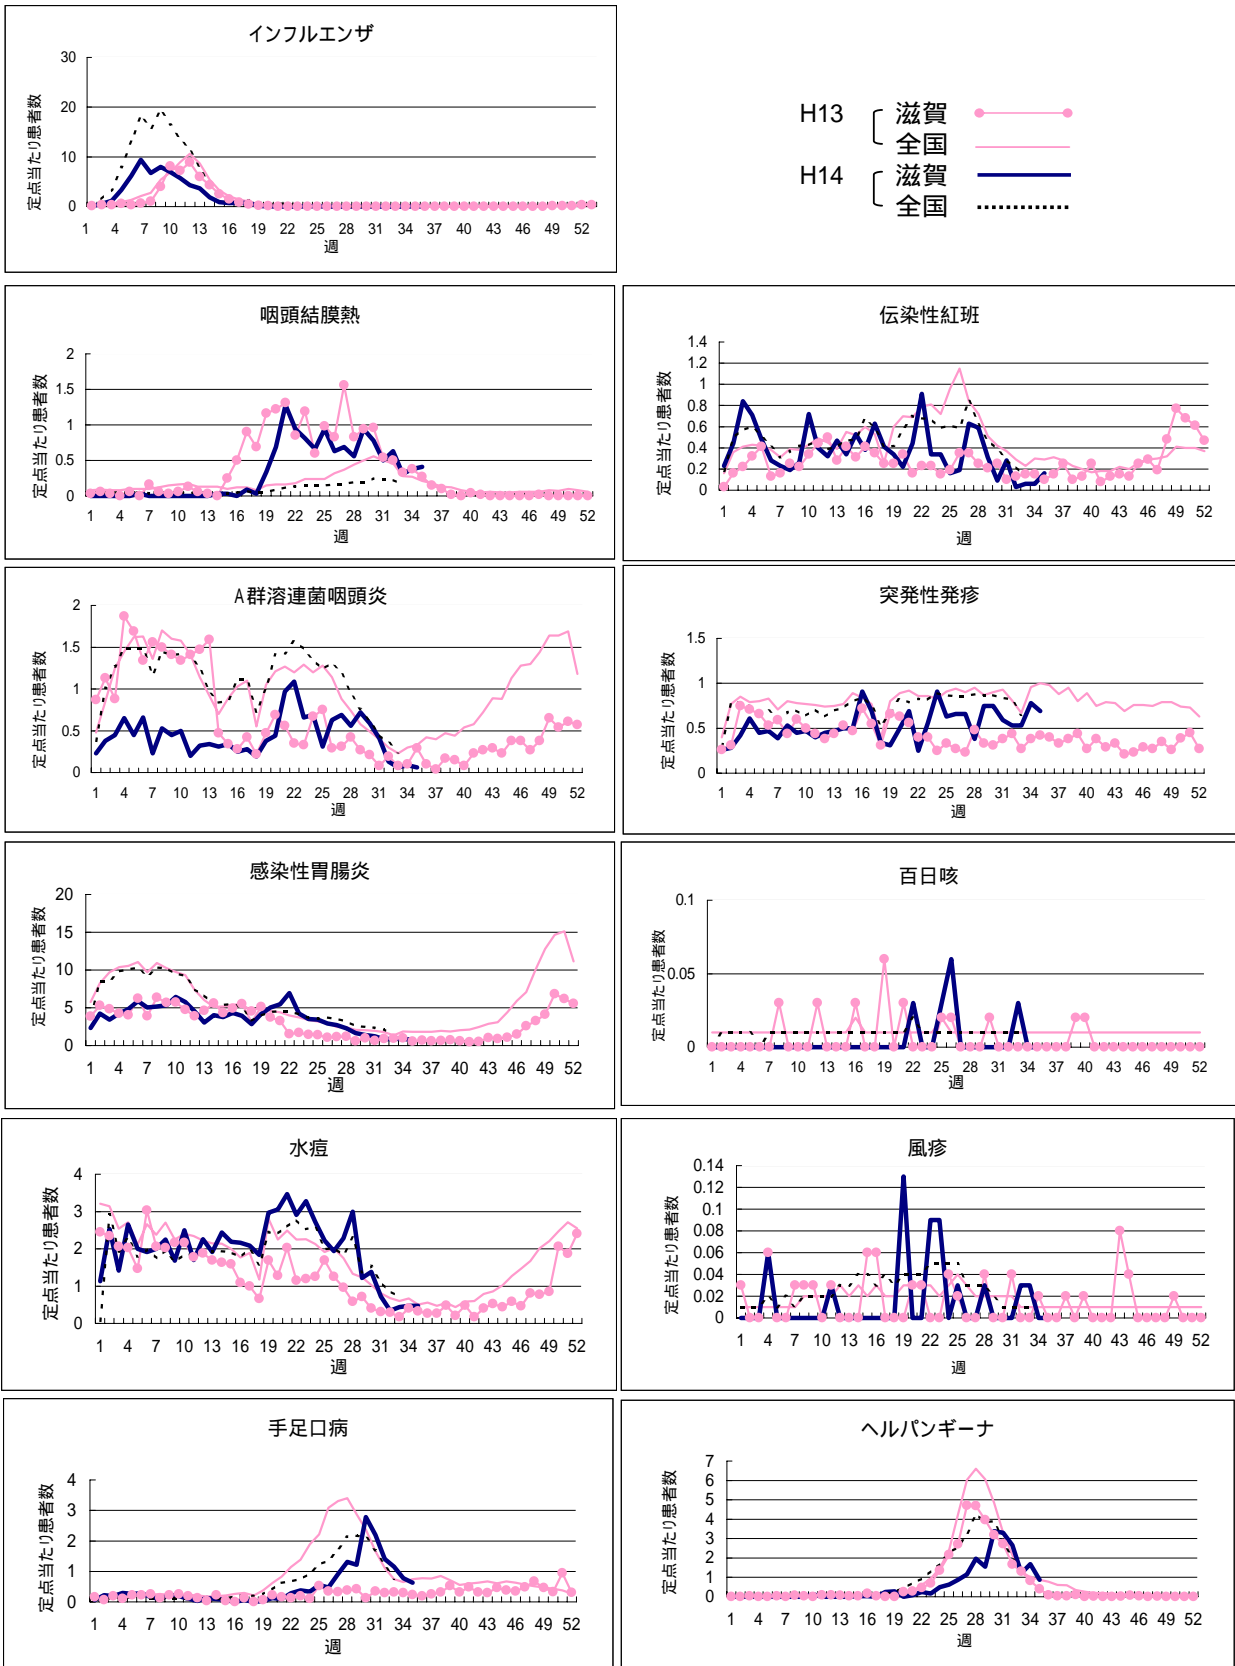 インフルエンザ
定点当たり患者数
30
20
10
0
1 4 7 10 13 16 19 22 25 28 31 34 37 40 43 46 49 52
週
H13 滋賀
全国
H14 滋賀
全国
咽頭結膜熱
定点当たり患者数
2
1.5
1
0.5
0
1 4 7 10 13 16 19 22 25 28 31 34 37 40 43 46 49 52
週
伝染性紅班
定点当たり患者数
1.4
1.2
1
0.8
0.6
0.4
0.2
0
1 4 7 10 13 16 19 22 25 28 31 34 37 40 43 46 49 52
週
A群溶連菌咽頭炎
定点当たり患者数
2
1.5
1
0.5
0
1 4 7 10 13 16 19 22 25 28 31 34 37 40 43 46 49 52
突発性発疹
定点当たり患者数
1.5
1
0.5
0
1 4 7 10 13 16 19 22 25 28 31 34 37 40 43 46 49 52
感染性胃腸炎
定点当たり患者数
20
15
10
5
0
1 4 7 10 13 16 19 22 25 28 31 34 37 40 43 46 49 52
週
百日咳
定点当たり患者数
0.1
0.05
0
1 4 7 10 13 16 19 22 25 28 31 34 37 40 43 46 49 52
週
水痘
定点当たり患者数
4
3
2
1
0
1 4 7 10 13 16 19 22 25 28 31 34 37 40 43 46 49 52
週
風疹
定点当たり患者数
0.14
0.12
0.1
0.08
0.06
0.04
0.02
0
1 4 7 10 13 16 19 22 25 28 31 34 37 40 43 46 49 52
週
手足口病
定点当たり患者数
4
3
2
1
0
1 4 7 10 13 16 19 22 25 28 31 34 37 40 43 46 49 52
週
ヘルパンギーナ
定点当たり患者数
7
6
5
4
3
2
1
0
1 4 7 10 13 16 19 22 25 28 31 34 37 40 43 46 49 52
週